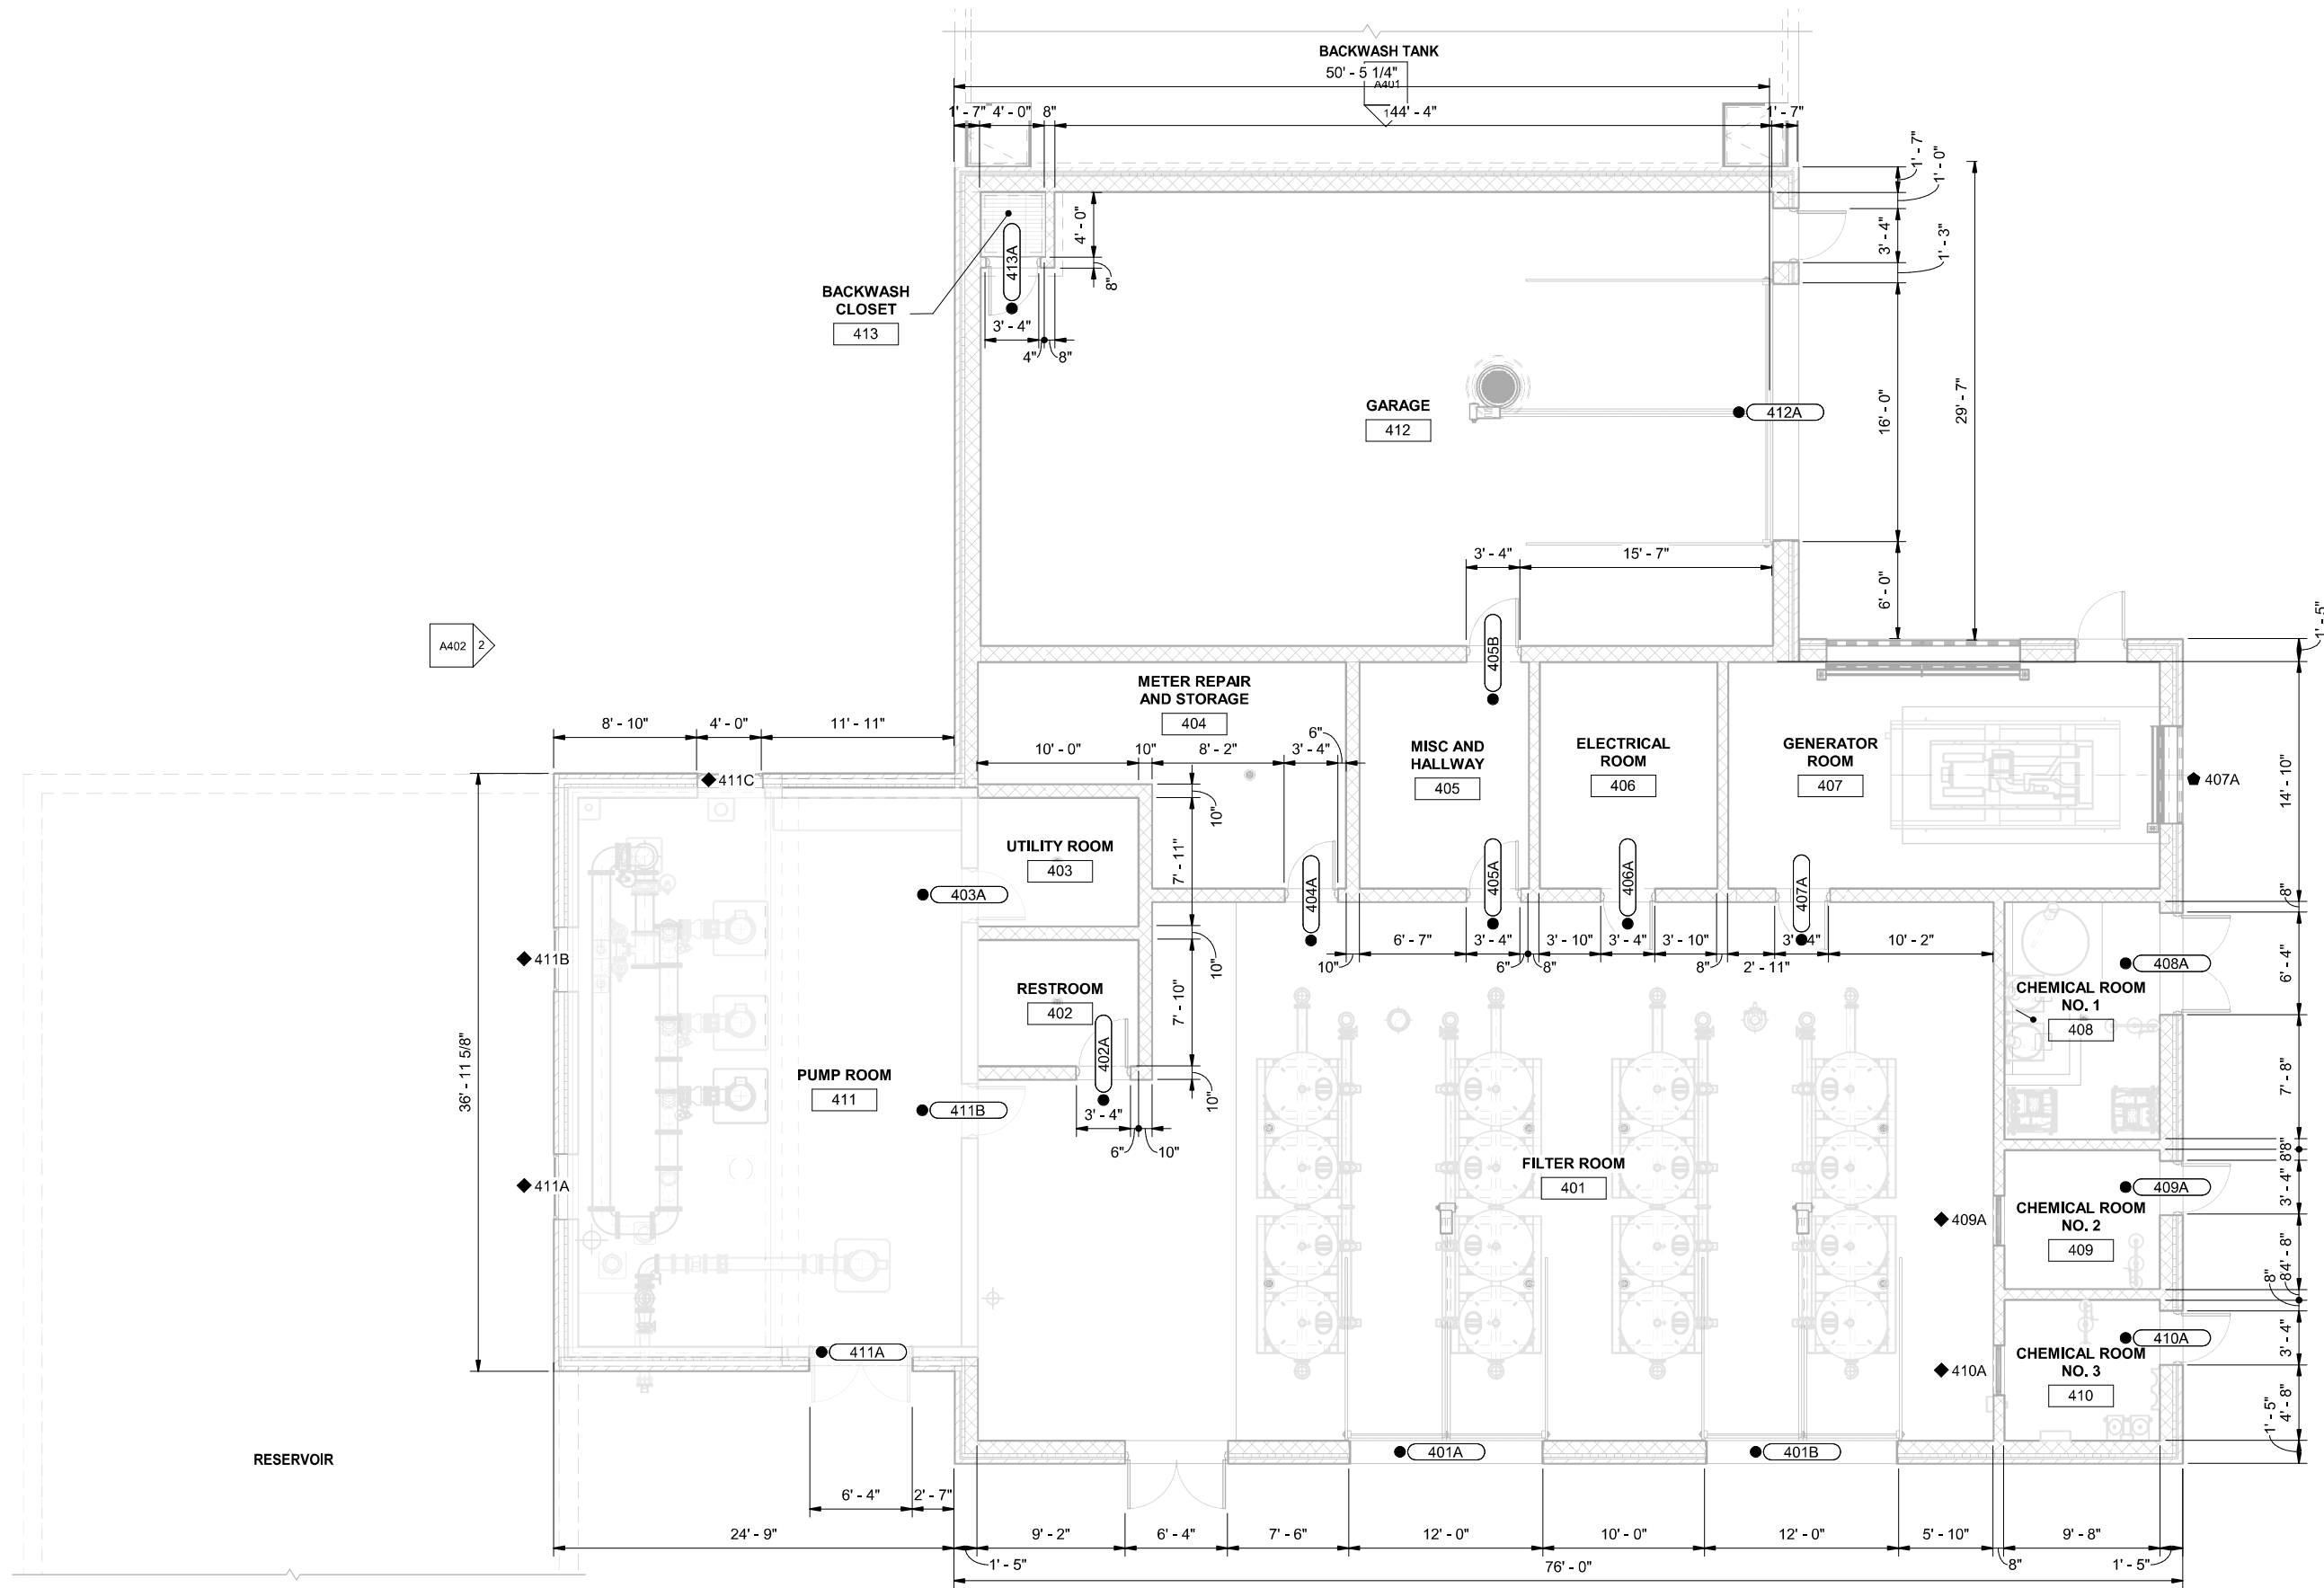 BACKWASH TANK
50' - 5 1/4"
A401
1
1' - 7"
4' - 0"
8"
44' - 4"
1' - 7"
1' - 7"
1' - 0"
3' - 4"
1' - 3"
4' - 0"
8"
413A
BACKWASH
CLOSET
413
3' - 4"
4"
8"
GARAGE
412
412A
16' - 0"
29' - 7"
3' - 4"
15' - 7"
6' - 0"
1' - 5"
A402
2
405B
METER REPAIR
AND STORAGE
404
8' - 10"
4' - 0"
11' - 11"
10' - 0"
10"
8' - 2"
3' - 4"
6"
MISC AND
HALLWAY
405
ELECTRICAL
ROOM
406
GENERATOR
ROOM
407
411C
407A
14' - 10"
10"
UTILITY ROOM
403
7' - 11"
403A
404A
405A
406A
407A
8"
10"
6' - 7"
3' - 4"
3' - 10"
3' - 4"
3' - 10"
3' - 4"
10' - 2"
10"
6"
8"
8"
2' - 11"
411B
408A
6' - 4"
RESTROOM
402
7' - 10"
402A
CHEMICAL ROOM
NO. 1
408
36' - 11 5/8"
PUMP ROOM
411
411B
10"
3' - 4"
6"
10"
7' - 8"
8"
8"
FILTER ROOM
401
411A
409A
3' - 4"
409A
CHEMICAL ROOM
NO. 2
409
4' - 8"
8"
8"
411A
410A
3' - 4"
CHEMICAL ROOM
NO. 3
410
410A
4' - 8"
1' - 5"
RESERVOIR
401A
401B
6' - 4"
2' - 7"
24' - 9"
9' - 2"
6' - 4"
7' - 6"
12' - 0"
10' - 0"
12' - 0"
5' - 10"
9' - 8"
1' - 5"
76' - 0"
8"
1' - 5"